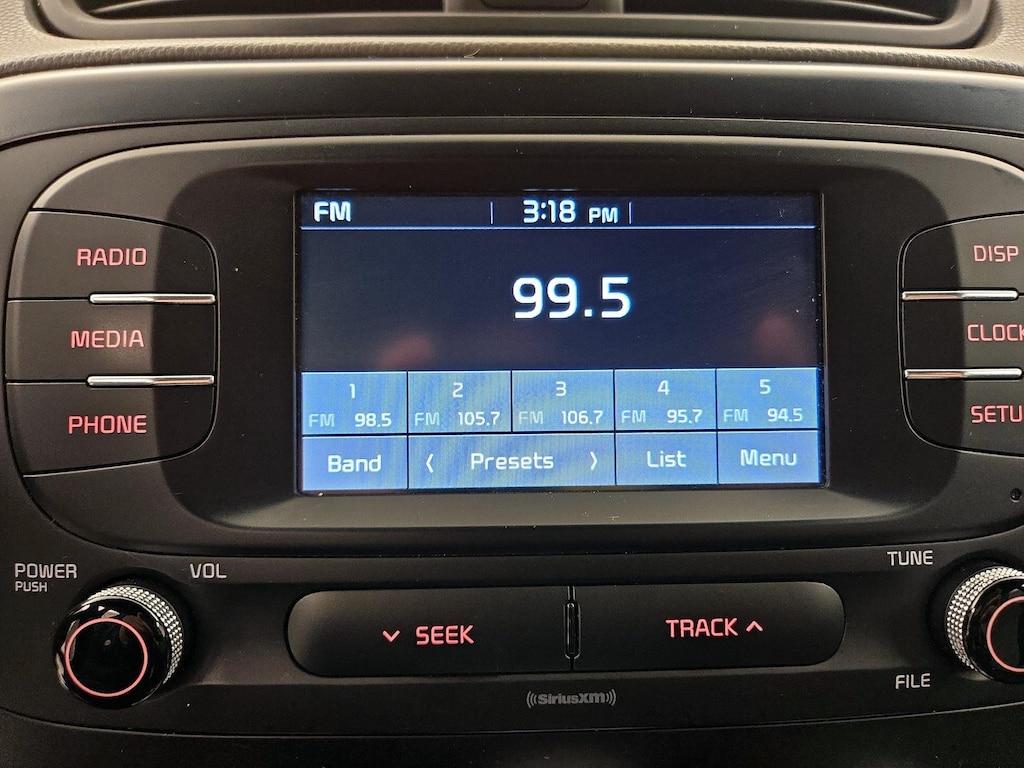 FM 3:18 PM
99.5
RADIO
MEDIA
PHONE
1 2 3 4 5
FM 98.5 FM 105.7 FM 106.7 FM 95.7 FM 94.5
Band ⟨ Presets ⟩ List Menu
DISP
CLOCK
SETU
POWER
PUSH
VOL
SEEK
TRACK
TUNE
FILE
SiriusXM